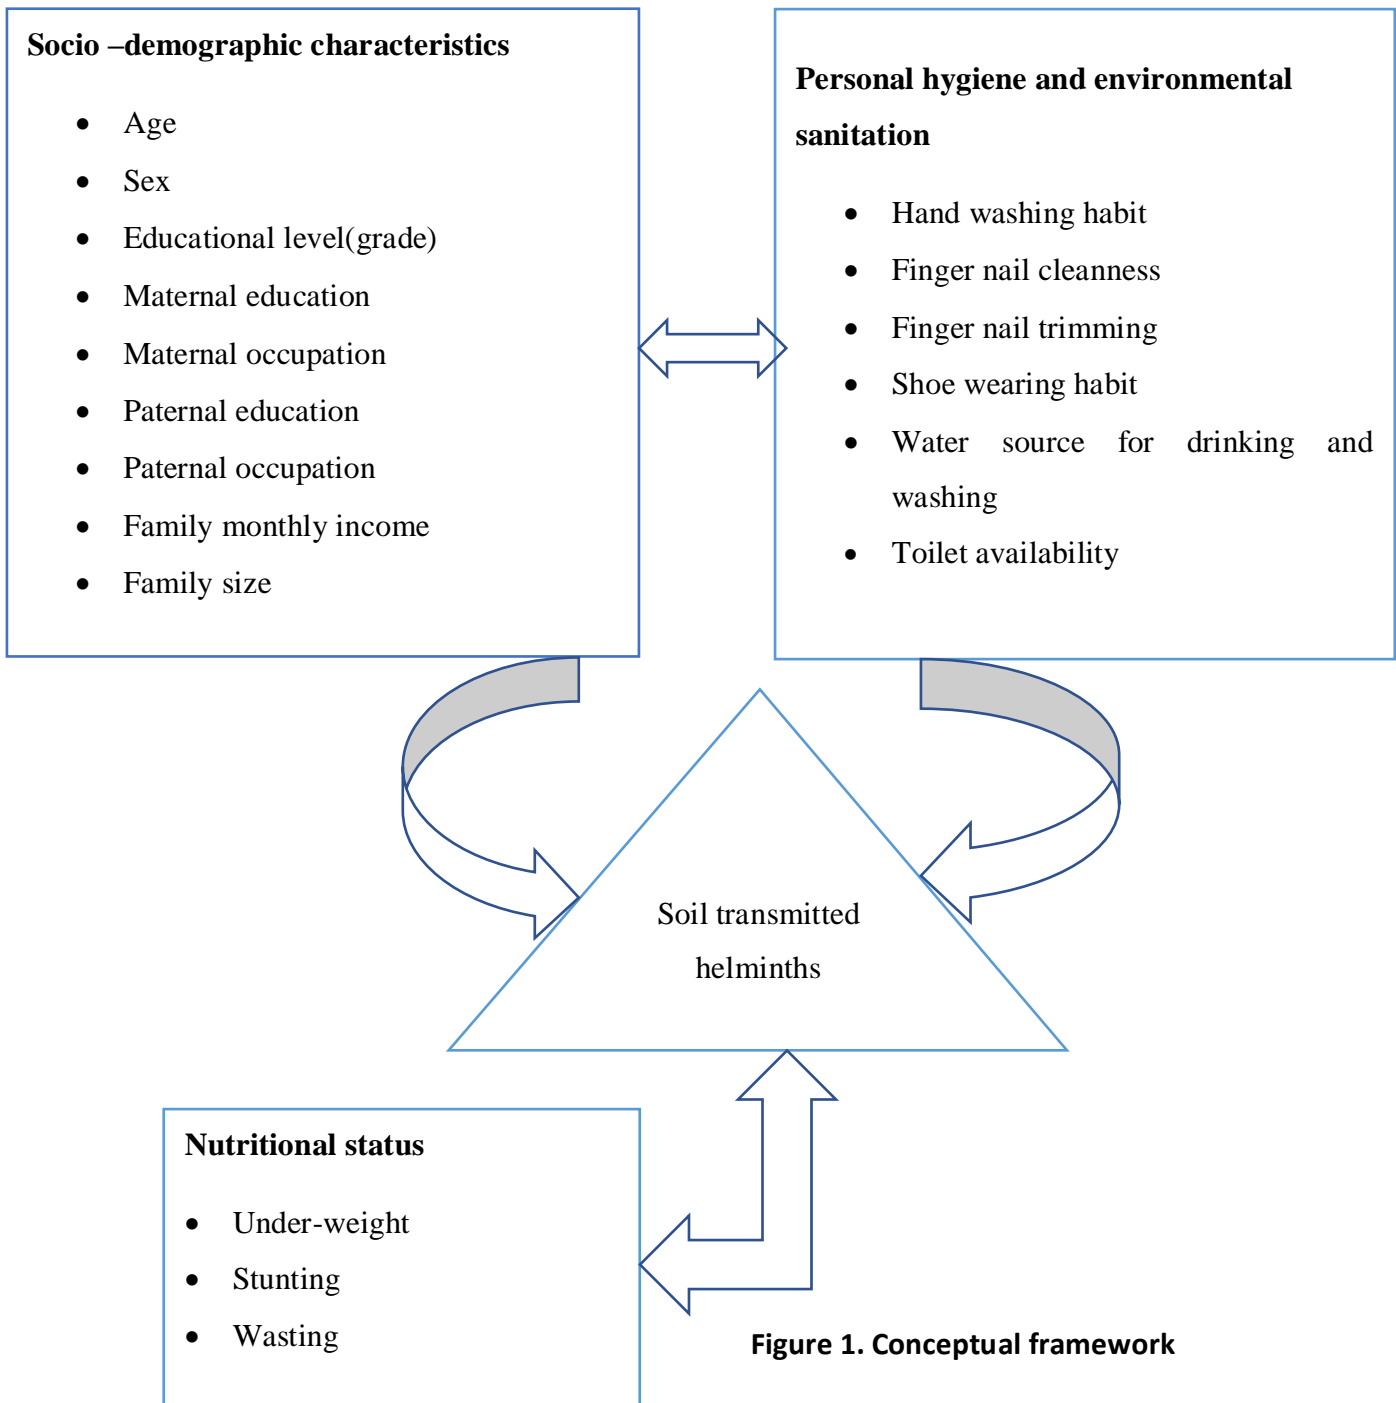 Socio –demographic characteristics
• Age
• Sex
• Educational level(grade)
• Maternal education
• Maternal occupation
• Paternal education
• Paternal occupation
• Family monthly income
• Family size
Personal hygiene and environmental
sanitation
• Hand washing habit
• Finger nail cleanness
• Finger nail trimming
• Shoe wearing habit
• Water source for drinking and
washing
• Toilet availability
Soil transmitted
helminths
Nutritional status
• Under-weight
• Stunting
• Wasting
Figure 1. Conceptual framework